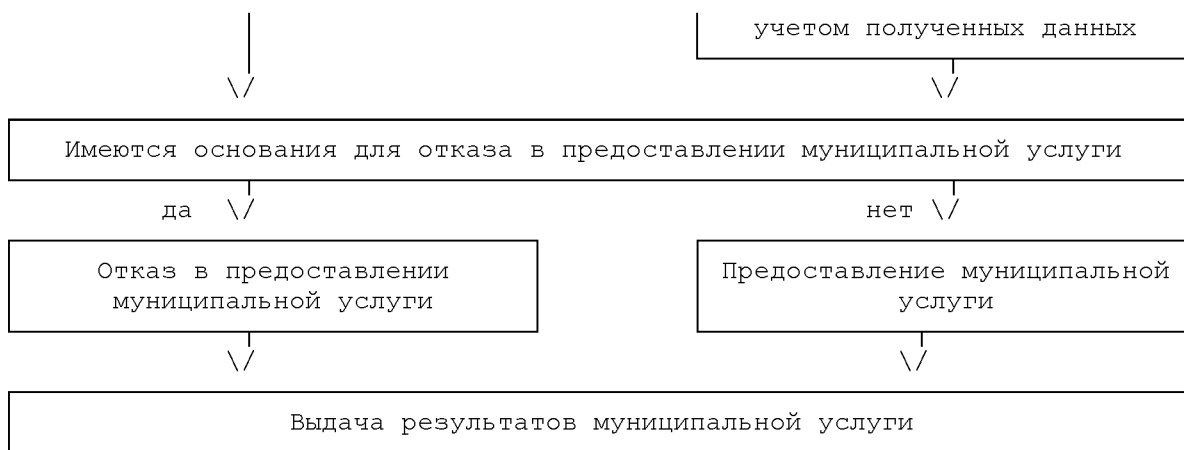 учетом полученных данных
Имеются основания для отказа в предоставлении муниципальной услуги
да
нет
Отказ в предоставлении
муниципальной услуги
Предоставление муниципальной
услуги
Выдача результатов муниципальной услуги